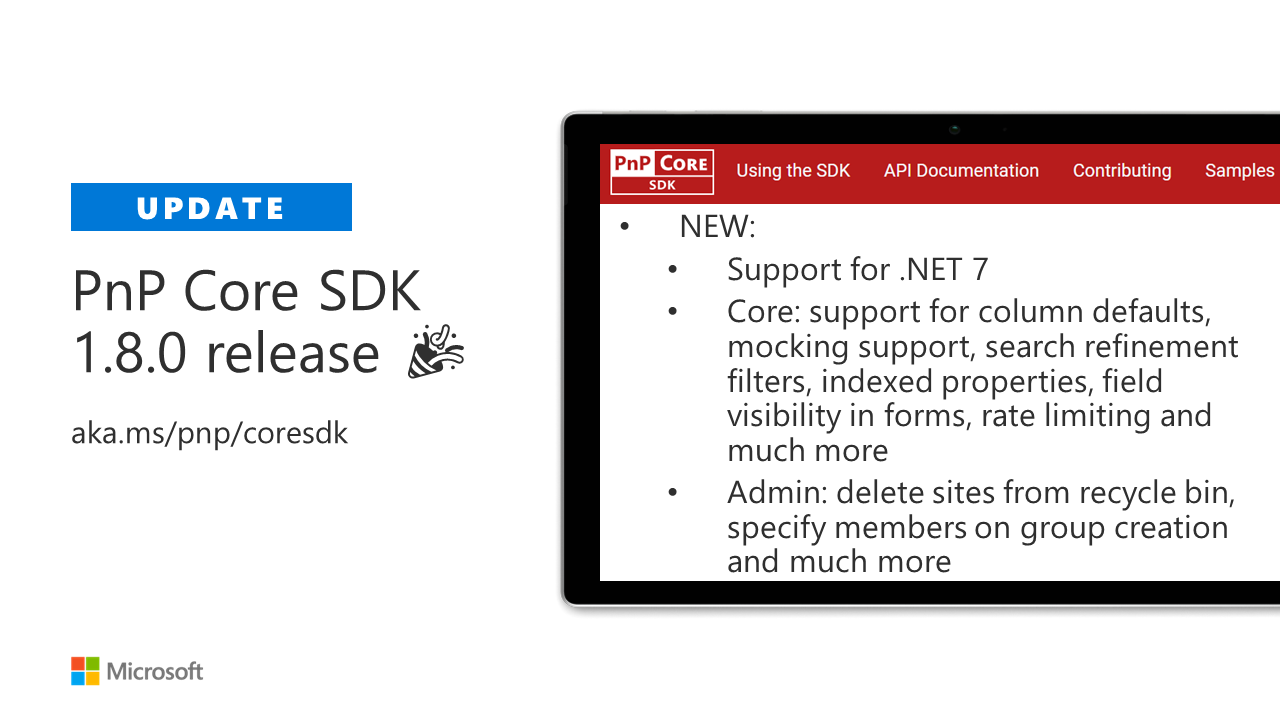 UPDATE
PnP Core SDK
1.8.0 release 🎉
aka.ms/pnp/coresdk
Microsoft
PnP CORE
SDK
Using the SDK API Documentation Contributing Samples
• NEW:
• Support for .NET 7
• Core: support for column defaults,
mocking support, search refinement
filters, indexed properties, field
visibility in forms, rate limiting and
much more
• Admin: delete sites from recycle bin,
specify members on group creation
and much more